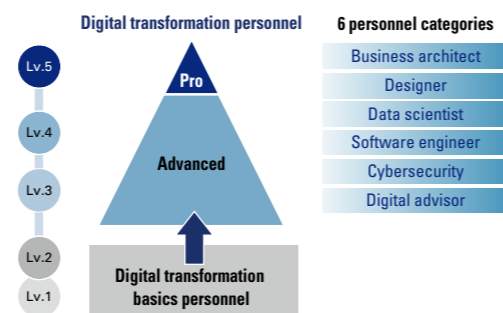 Digital transformation personnel
Lv.5
Lv.4
Lv.3
Lv.2
Lv.1
Pro
Advanced
Digital transformation
basics personnel
6 personnel categories
Business architect
Designer
Data scientist
Software engineer
Cybersecurity
Digital advisor